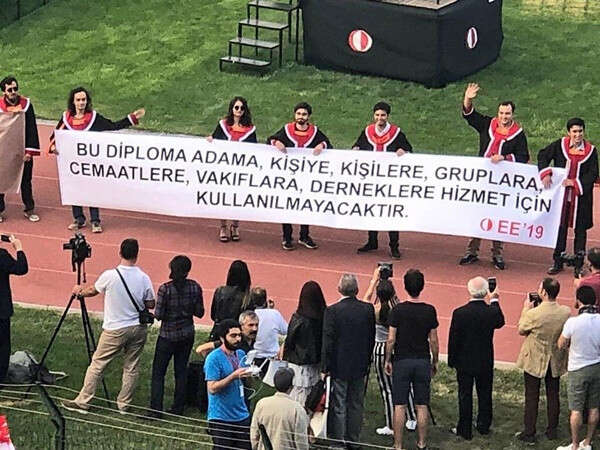 BU DİPLOMA ADAMA, KİŞİYE, KİŞİLERE, GRUPLARA,
CEMAATLERE, VAKIFLARA, DERNEKLERE HİZMET İÇİN
KULLANILMAYACAKTIR.
EE'19